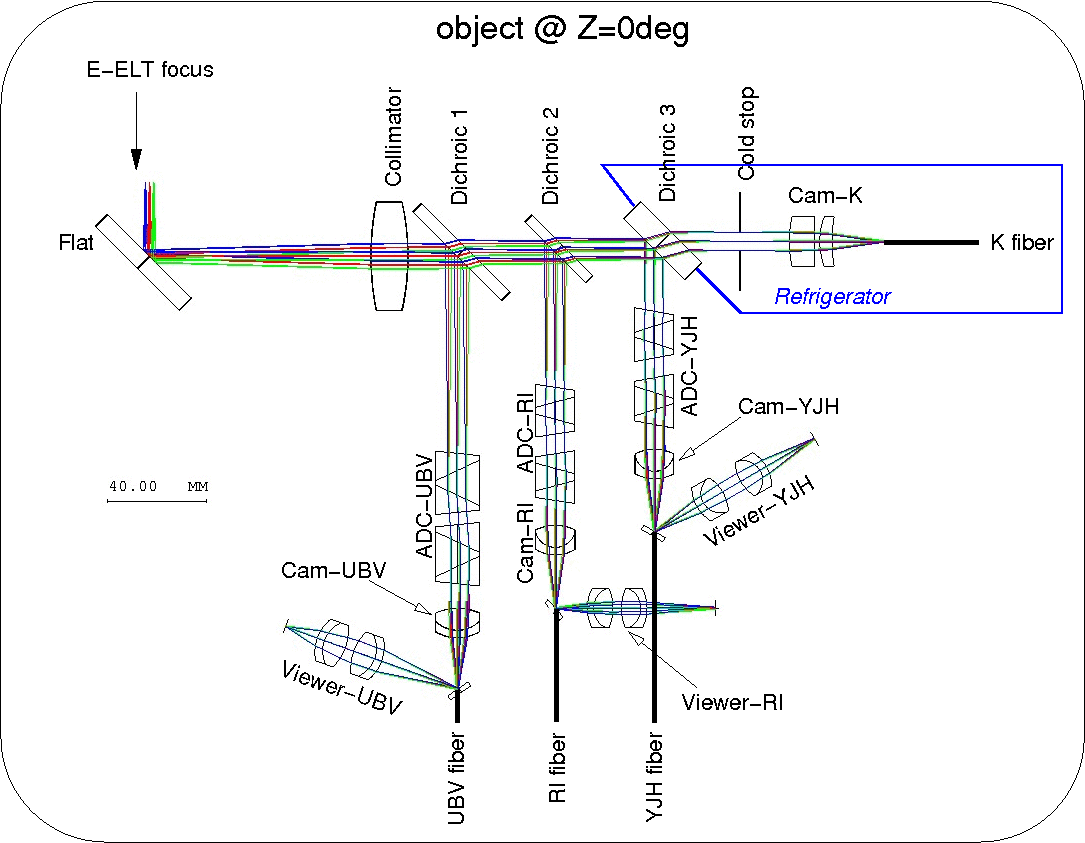 object @ Z=0deg
E−ELT focus
Collimator
Dichroic 1
Dichroic 2
Dichroic 3
Cold stop
Cam−K
Flat
K fiber
Refrigerator
ADC−YJH
ADC−RI
Cam−YJH
40.00 MM
ADC−UBV
Viewer−YJH
Cam−RI
Cam−UBV
Viewer−UBV
Viewer−RI
UBV fiber
RI fiber
YJH fiber